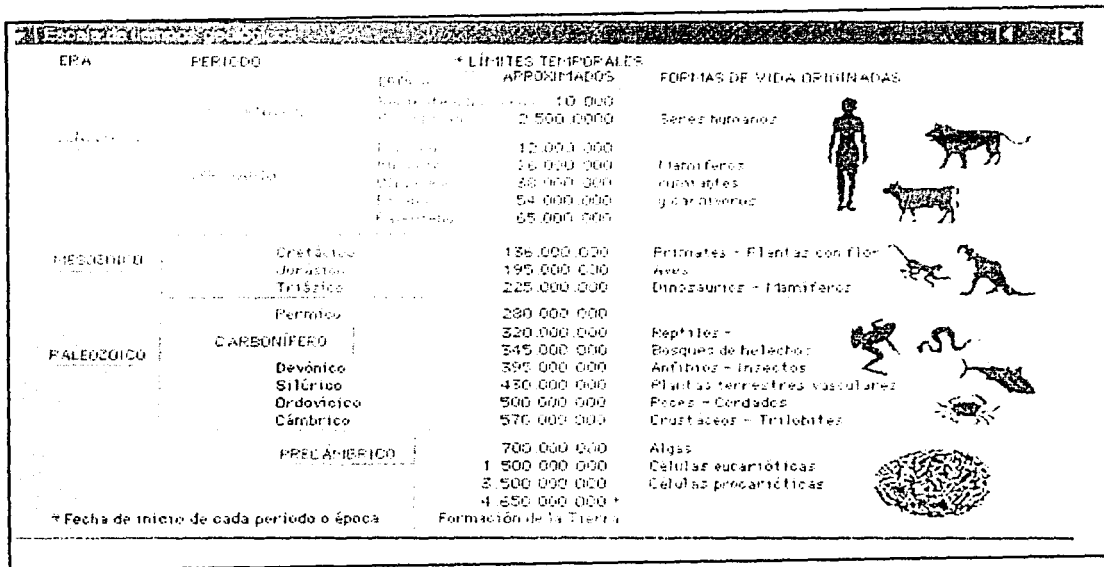 Escala de tiempos geológicos
ERA PERIODO * LÍMITES TEMPORALES
APROXIMADOS FORMAS DE VIDA ORIGINADAS
10.000
2.500.0000 Seres humanos
12.000.000
26.000.000 Mamíferos
38.000.000 rumiantes
54.000.000 y carnívoros
65.000.000
Cretácico 136.000.000 Primates - Plantas con flor
MESOZOICO Jurásico 195.000.000 Aves
Triásico 225.000.000 Dinosaurios - Mamíferos
Pérmico 280.000.000
CARBONÍFERO 320.000.000 Reptiles -
PALEOZOICO 345.000.000 Bosques de helechos
Devónico 395.000.000 Anfibios - Insectos
Silúrico 430.000.000 Plantas terrestres vasculares
Ordovícico 500.000.000 Peces - Cordados
Cámbrico 570.000.000 Crustáceos - Trilobites
PRECÁMBRICO 700.000.000 Algas
1.500.000.000 Células eucarióticas
3.500.000.000 Células procarióticas
4.650.000.000 *
* Fecha de inicio de cada período o época Formación de la Tierra